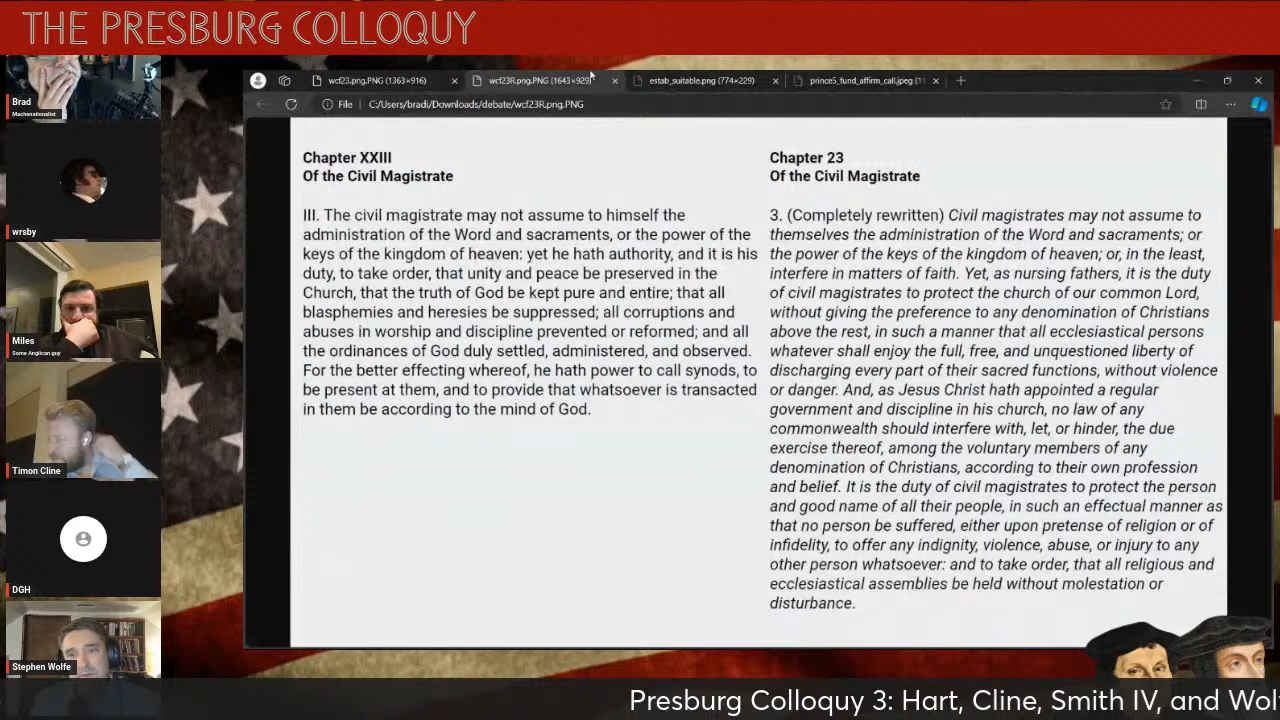 THE PRESBURG COLLOQUY
wcf23.png.PNG (1363×916)
wcf23R.png.PNG (1643×929)
estab_suitable.png (774×229)
prince5_fund_affirm_call.jpeg (1
File
C:/Users/bradi/Downloads/debate/wcf23R.png.PNG
Brad
Machenationalist
wrsby
Miles
Some Anglican guy
Timon Cline
DGH
Stephen Wolfe
Chapter XXIII
Of the Civil Magistrate
III. The civil magistrate may not assume to himself the
administration of the Word and sacraments, or the power of the
keys of the kingdom of heaven: yet he hath authority, and it is his
duty, to take order, that unity and peace be preserved in the
Church, that the truth of God be kept pure and entire; that all
blasphemies and heresies be suppressed; all corruptions and
abuses in worship and discipline prevented or reformed; and all
the ordinances of God duly settled, administered, and observed.
For the better effecting whereof, he hath power to call synods, to
be present at them, and to provide that whatsoever is transacted
in them be according to the mind of God.
Chapter 23
Of the Civil Magistrate
3. (Completely rewritten) Civil magistrates may not assume to
themselves the administration of the Word and sacraments; or
the power of the keys of the kingdom of heaven; or, in the least,
interfere in matters of faith. Yet, as nursing fathers, it is the duty
of civil magistrates to protect the church of our common Lord,
without giving the preference to any denomination of Christians
above the rest, in such a manner that all ecclesiastical persons
whatever shall enjoy the full, free, and unquestioned liberty of
discharging every part of their sacred functions, without violence
or danger. And, as Jesus Christ hath appointed a regular
government and discipline in his church, no law of any
commonwealth should interfere with, let, or hinder, the due
exercise thereof, among the voluntary members of any
denomination of Christians, according to their own profession
and belief. It is the duty of civil magistrates to protect the person
and good name of all their people, in such an effectual manner as
that no person be suffered, either upon pretense of religion or of
infidelity, to offer any indignity, violence, abuse, or injury to any
other person whatsoever: and to take order, that all religious and
ecclesiastical assemblies be held without molestation or
disturbance.
Presburg Colloquy 3: Hart, Cline, Smith IV, and Wol